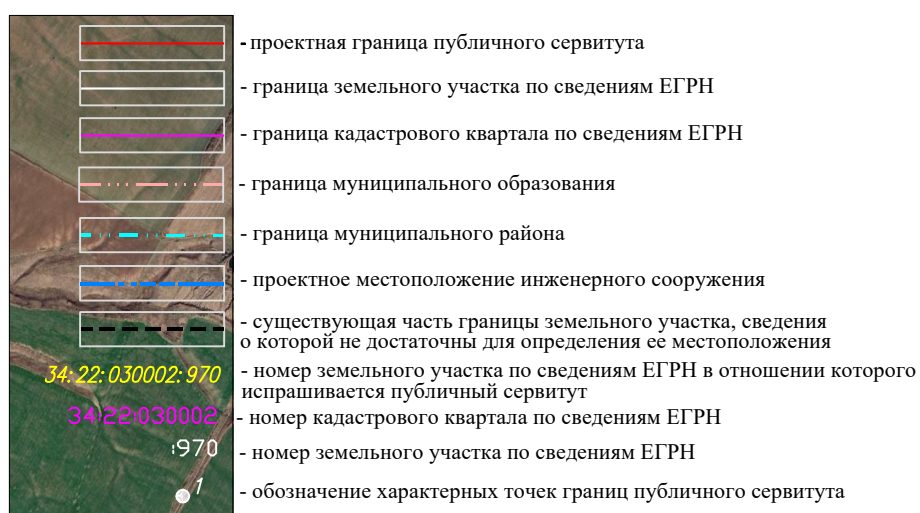 - проектная граница публичного сервитута
- граница земельного участка по сведениям ЕГРН
- граница кадастрового квартала по сведениям ЕГРН
- граница муниципального образования
- граница муниципального района
- проектное местоположение инженерного сооружения
- существующая часть границы земельного участка, сведения
о которой не достаточны для определения ее местоположения
34:22:030002:970 - номер земельного участка по сведениям ЕГРН в отношении которого
испрашивается публичный сервитут
34:22:030002 - номер кадастрового квартала по сведениям ЕГРН
:970 - номер земельного участка по сведениям ЕГРН
1 - обозначение характерных точек границ публичного сервитута